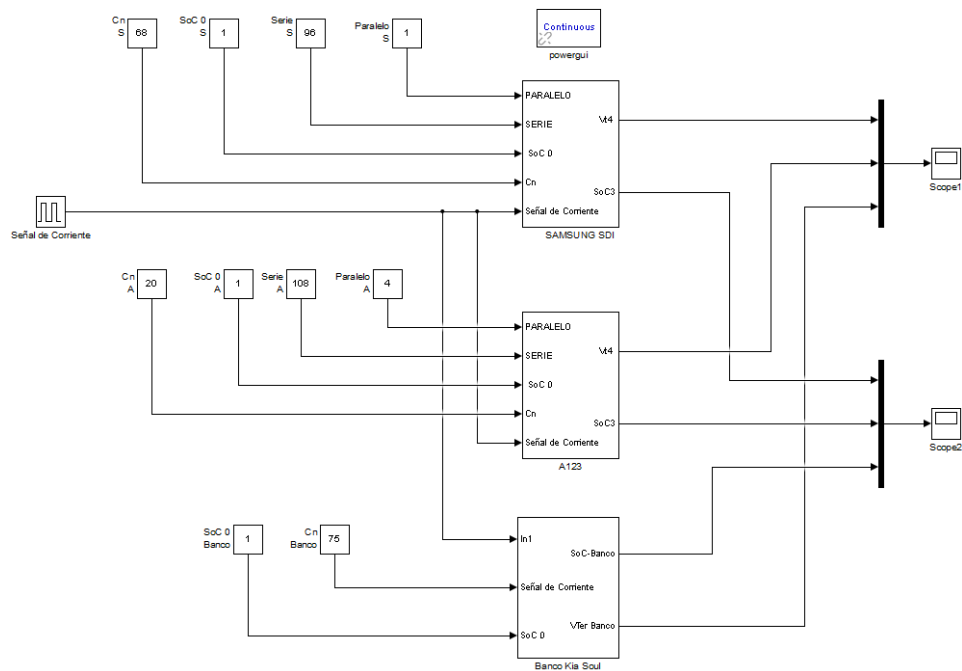 Cn
S
68
SoC 0
S
1
Serie
S
96
Paralelo
S
1
Continuous
powergui
PARALELO
SERIE
SoC 0
Cn
Señal de Corriente
Vt4
SoC3
SAMSUNG SDI
Scope1
Señal de Corriente
Cn
A
20
SoC 0
A
1
Serie
A
108
Paralelo
A
4
PARALELO
SERIE
SoC 0
Cn
Señal de Corriente
Vt4
SoC3
A123
Scope2
SoC 0
Banco
1
Cn
Banco
75
In1
Señal de Corriente
SoC 0
SoC-Banco
VTer Banco
Banco Kia Soul